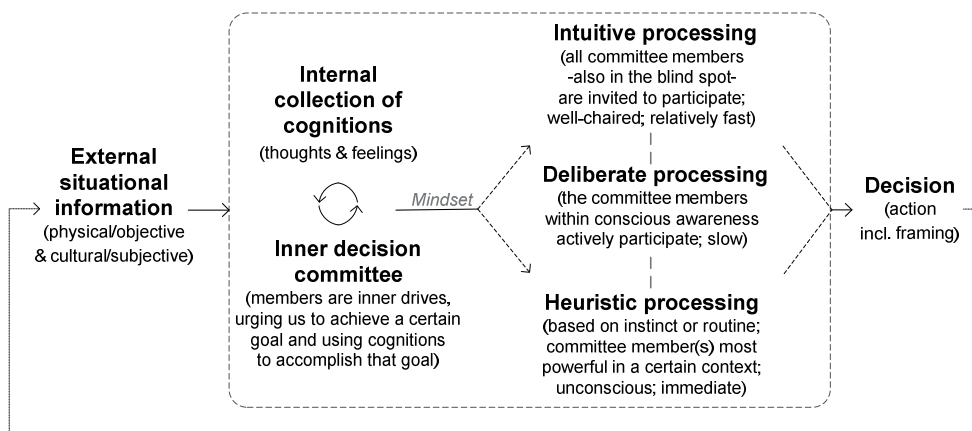 External
situational
information
(physical/objective
& cultural/subjective)
Internal
collection of
cognitions
(thoughts & feelings)
Inner decision
committee
(members are inner drives,
urging us to achieve a certain
goal and using cognitions
to accomplish that goal)
Mindset
Intuitive processing
(all committee members
-also in the blind spot-
are invited to participate;
well-chaired; relatively fast)
Deliberate processing
(the committee members
within conscious awareness
actively participate; slow)
Heuristic processing
(based on instinct or routine;
committee member(s) most
powerful in a certain context;
unconscious; immediate)
Decision
(action
incl. framing)